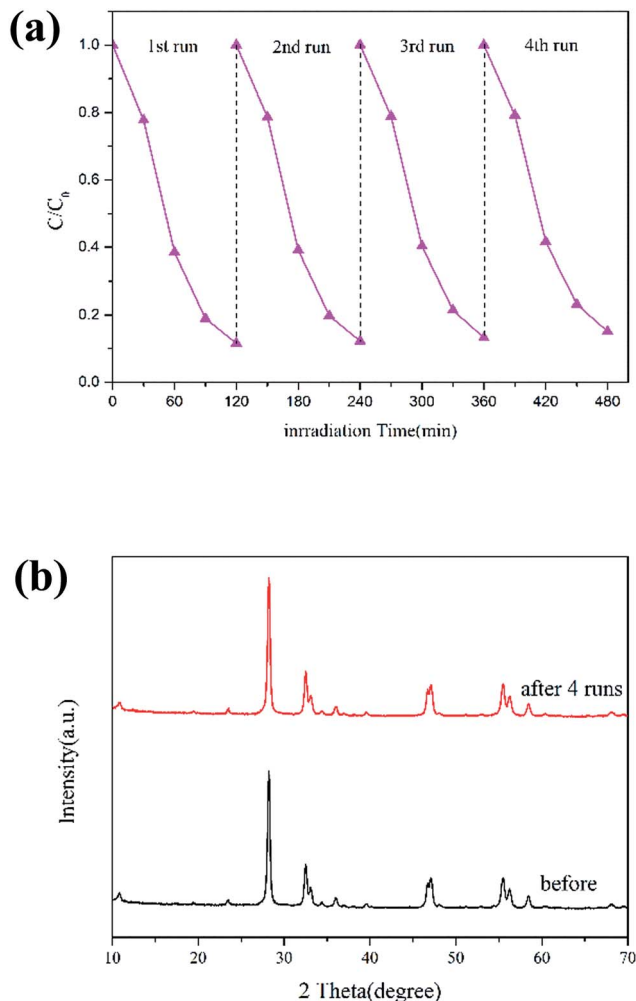 (a)
1st run 2nd run 3rd run 4th run
1.0
0.8
0.6
0.4
0.2
0.0
C/C0
0 60 120 180 240 300 360 420 480
inrradiation Time(min)
(b)
after 4 runs
before
Intensity(a.u.)
10 20 30 40 50 60 70
2 Theta(degree)